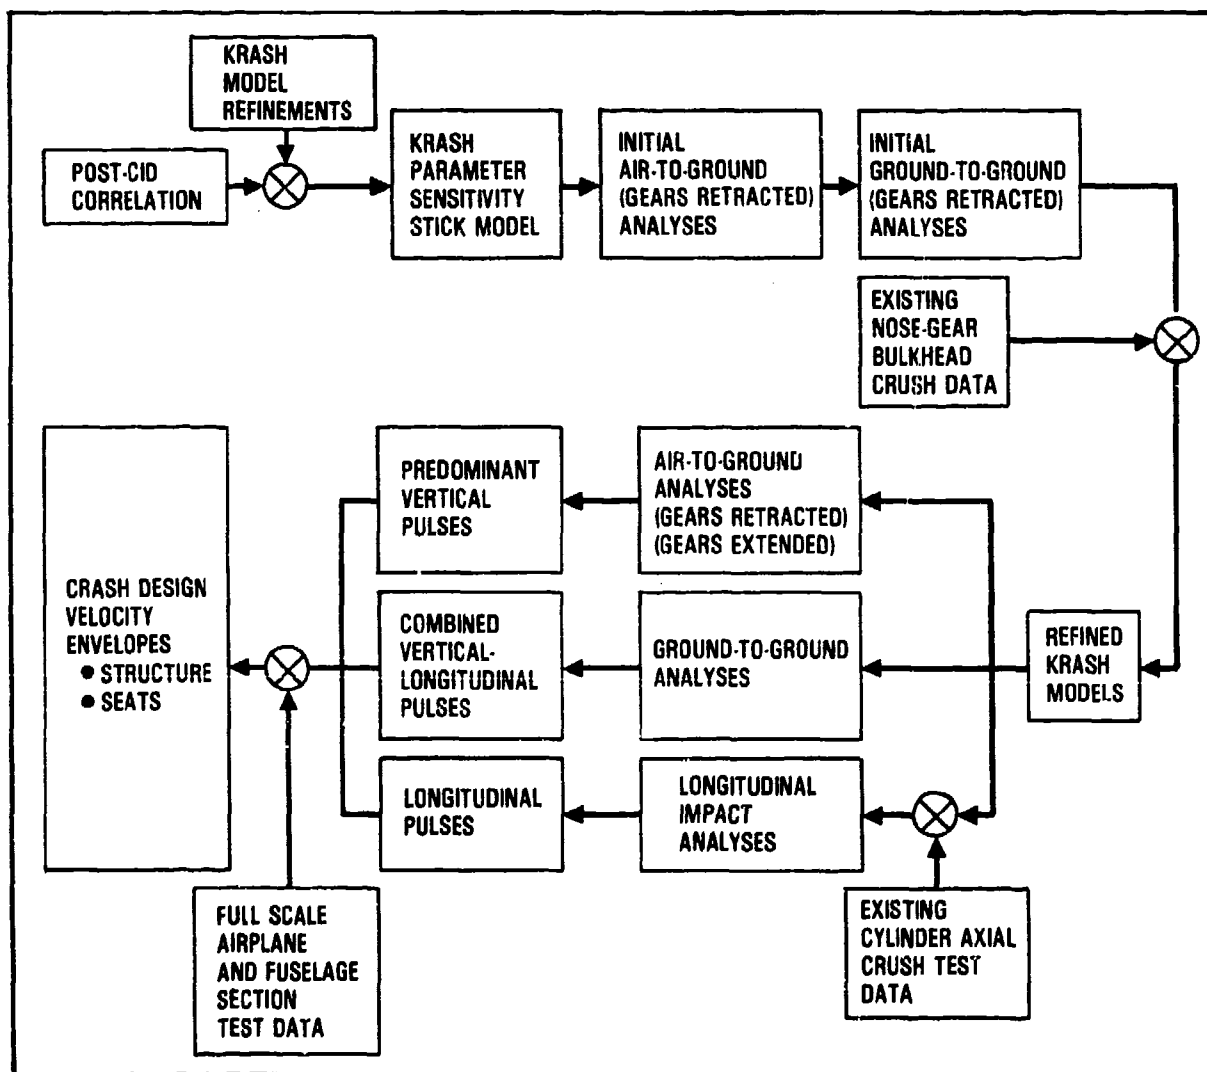 KRASH
MODEL
REFINEMENTS
POST-CID
CORRELATION
KRASH
PARAMETER
SENSITIVITY
STICK MODEL
INITIAL
AIR-TO-GROUND
(GEARS RETRACTED)
ANALYSES
INITIAL
GROUND-TO-GROUND
(GEARS RETRACTED)
ANALYSES
EXISTING
NOSE-GEAR
BULKHEAD
CRUSH DATA
CRASH DESIGN
VELOCITY
ENVELOPES
● STRUCTURE
● SEATS
PREDOMINANT
VERTICAL
PULSES
AIR-TO-GROUND
ANALYSES
(GEARS RETRACTED)
(GEARS EXTENDED)
COMBINED
VERTICAL-
LONGITUDINAL
PULSES
GROUND-TO-GROUND
ANALYSES
REFINED
KRASH
MODELS
LONGITUDINAL
PULSES
LONGITUDINAL
IMPACT
ANALYSES
FULL SCALE
AIRPLANE
AND FUSELAGE
SECTION
TEST DATA
EXISTING
CYLINDER AXIAL
CRUSH TEST
DATA